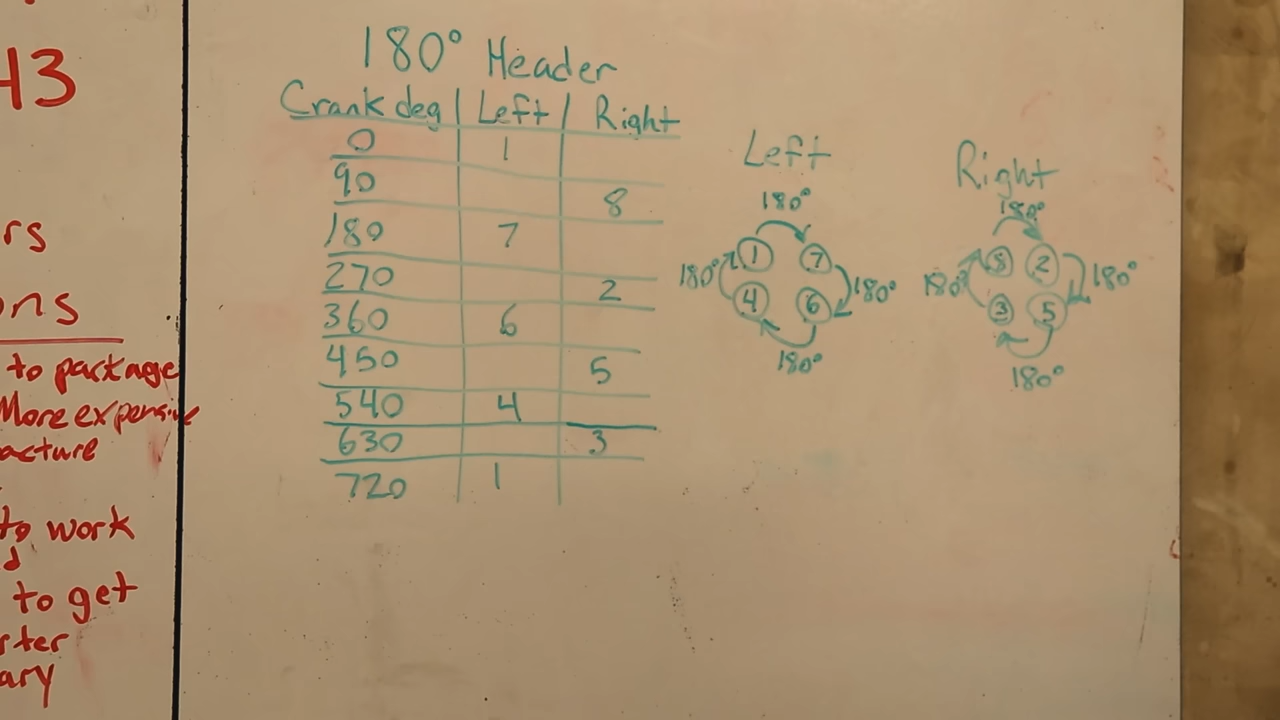 43
rs
ons
to package
More expensive
acture
to work
d
to get
rster
ary
180° Header
Crank deg Left Right
0 1
90 8
180 7
270 2
360 6
450 5
540 4
630 3
720 1
Left
180°
1 7
180° 180°
4 6
180°
Right
180°
8 2
180° 180°
3 5
180°